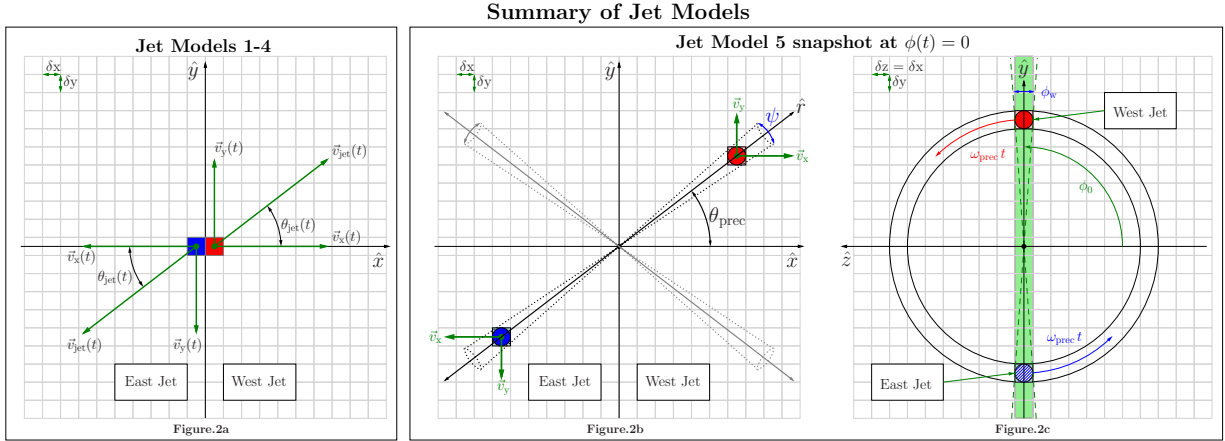 Summary of Jet Models
Jet Models 1-4
δx
δy
ŷ
v⃗y(t)
v⃗jet(t)
θjet(t)
v⃗x(t)
x̂
v⃗x(t)
θjet(t)
v⃗jet(t)
v⃗y(t)
East Jet
West Jet
Figure.2a
Jet Model 5 snapshot at ϕ(t) = 0
δx
δy
ŷ
v⃗y
ψ
r̂
v⃗x
θprec
x̂
v⃗x
v⃗y
East Jet
West Jet
Figure.2b
δz = δx
δy
ŷ
ϕw
West Jet
ωprec t
ϕ0
ẑ
ωprec t
East Jet
Figure.2c